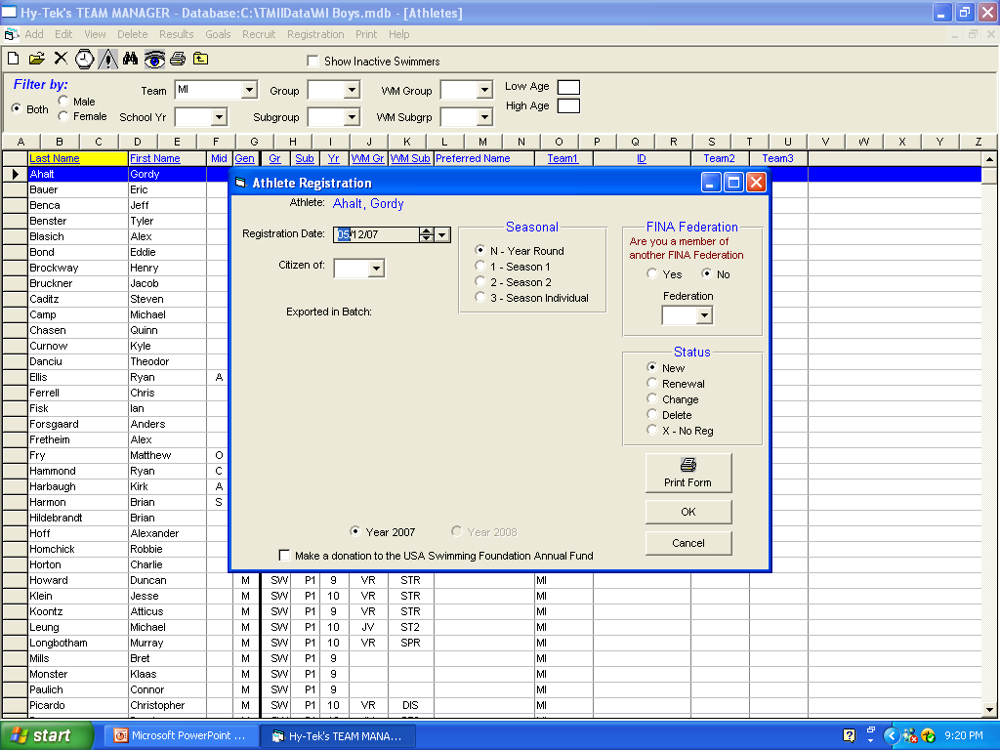 Hy-Tek's TEAM MANAGER - Database:C:\TMIIData\MI Boys.mdb - [Athletes]
Add Edit View Delete Results Goals Recruit Registration Print Help
Show Inactive Swimmers
Filter by:
Both
Male
Female
Team MI
School Yr
Group
Subgroup
WM Group
WM Subgrp
Low Age
High Age
A B C D E F G H I J K L M N O P Q R S T U V W X Y Z
Last Name First Name Mid Gen Gr Sub Yr WM Gr WM Sub Preferred Name Team1 ID Team2 Team3
Ahalt Gordy
Bauer Eric
Benca Jeff
Benster Tyler
Blasich Alex
Bond Eddie
Brockway Henry
Bruckner Jacob
Caditz Steven
Camp Michael
Chasen Quinn
Curnow Kyle
Danciu Theodor
Ellis Ryan A
Ferrell Chris
Fisk Ian
Forsgaard Anders
Fretheim Alex
Fry Matthew O
Hammond Ryan C
Harbaugh Kirk A
Harmon Brian S
Hildebrandt Brian
Hoff Alexander
Homchick Robbie
Horton Charlie
Howard Duncan M SW P1 9 VR STR MI
Klein Jesse M SW P1 10 VR STR MI
Koontz Atticus M SW P1 9 VR STR MI
Leung Michael M SW P1 10 JV ST2 MI
Longbotham Murray M SW P1 10 VR SPR MI
Mills Bret M SW P1 9 MI
Monster Klaas M SW P1 9 MI
Paulich Connor M SW P1 9 MI
Picardo Christopher M SW P1 10 VR DIS MI
Athlete Registration
Athlete: Ahalt, Gordy
Registration Date: 05/12/07
Citizen of:
Exported in Batch:
Seasonal
N - Year Round
1 - Season 1
2 - Season 2
3 - Season Individual
FINA Federation
Are you a member of
another FINA Federation
Yes No
Federation
Status
New
Renewal
Change
Delete
X - No Reg
Print Form
OK
Cancel
Year 2007 Year 2008
Make a donation to the USA Swimming Foundation Annual Fund
start
Microsoft PowerPoint ...
Hy-Tek's TEAM MANA...
9:20 PM